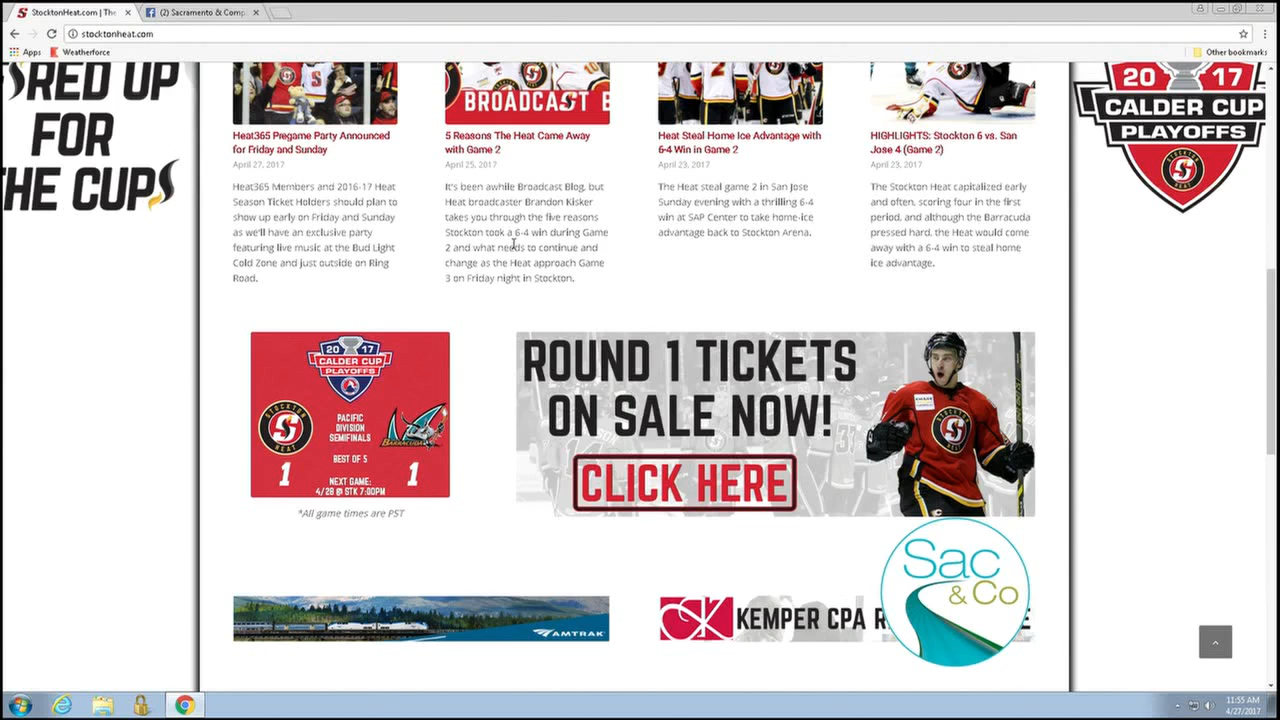 StocktonHeat.com | The
(2) Sacramento & Comp
stocktonheat.com
Apps
Weatherforce
Other bookmarks
RED UP
FOR
THE CUP
2017
CALDER CUP
PLAYOFFS
BROADCAST
Heat365 Pregame Party Announced
for Friday and Sunday
April 27, 2017
Heat365 Members and 2016-17 Heat
Season Ticket Holders should plan to
show up early on Friday and Sunday
as we'll have an exclusive party
featuring live music at the Bud Light
Cold Zone and just outside on Ring
Road.
5 Reasons The Heat Came Away
with Game 2
April 25, 2017
It's been awhile Broadcast Blog, but
Heat broadcaster Brandon Kisker
takes you through the five reasons
Stockton took a 6-4 win during Game
2 and what needs to continue and
change as the Heat approach Game
3 on Friday night in Stockton.
Heat Steal Home Ice Advantage with
6-4 Win in Game 2
April 23, 2017
The Heat steal game 2 in San Jose
Sunday evening with a thrilling 6-4
win at SAP Center to take home-ice
advantage back to Stockton Arena.
HIGHLIGHTS: Stockton 6 vs. San
Jose 4 (Game 2)
April 23, 2017
The Stockton Heat capitalized early
and often, scoring four in the first
period, and although the Barracuda
pressed hard, the Heat would come
away with a 6-4 win to steal home
ice advantage.
2017
CALDER CUP
PLAYOFFS
STOCKTON
HEAT
PACIFIC
DIVISION
SEMIFINALS
BARRACUDA
BEST OF 5
1
1
NEXT GAME:
4/28 @ STK 7:00PM
*All game times are PST
ROUND 1 TICKETS
ON SALE NOW!
CLICK HERE
STOCKTON
HEAT
AMTRAK
CSK
KEMPER CPA
Sac
& Co
11:55 AM
4/27/2017